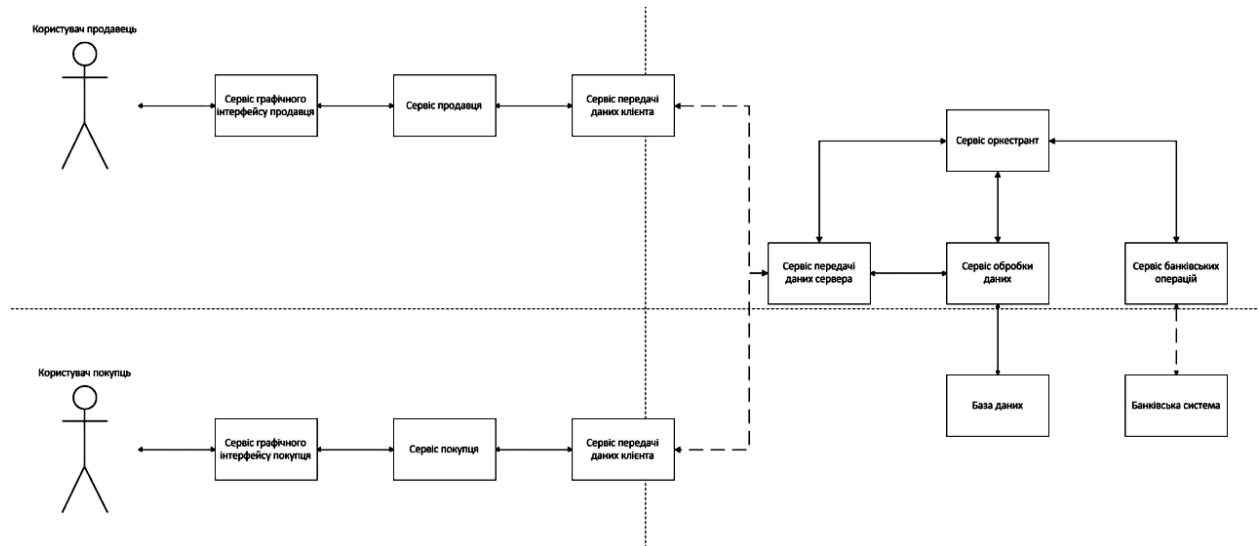 Користувач продавець
Сервіс графічного
інтерфейсу продавця
Сервіс продавця
Сервіс передачі
даних клієнта
Сервіс оркестрант
Сервіс передачі
даних сервера
Сервіс обробки
даних
Сервіс банківських
операцій
Користувач покупць
Сервіс графічного
інтерфейсу покупця
Сервіс покупця
Сервіс передачі
даних клієнта
База даних
Банківська система